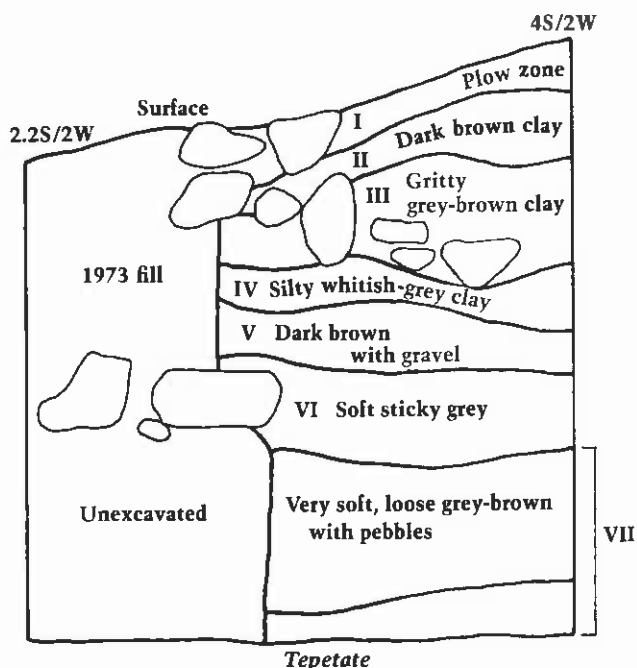 4S/2W
Plow zone
Surface
I
2.2S/2W
Dark brown clay
II
III Gritty
grey-brown clay
1973 fill
IV Silty whitish-grey clay
V Dark brown
with gravel
VI Soft sticky grey
Unexcavated
Very soft, loose grey-brown
with pebbles
VII
Tepetate